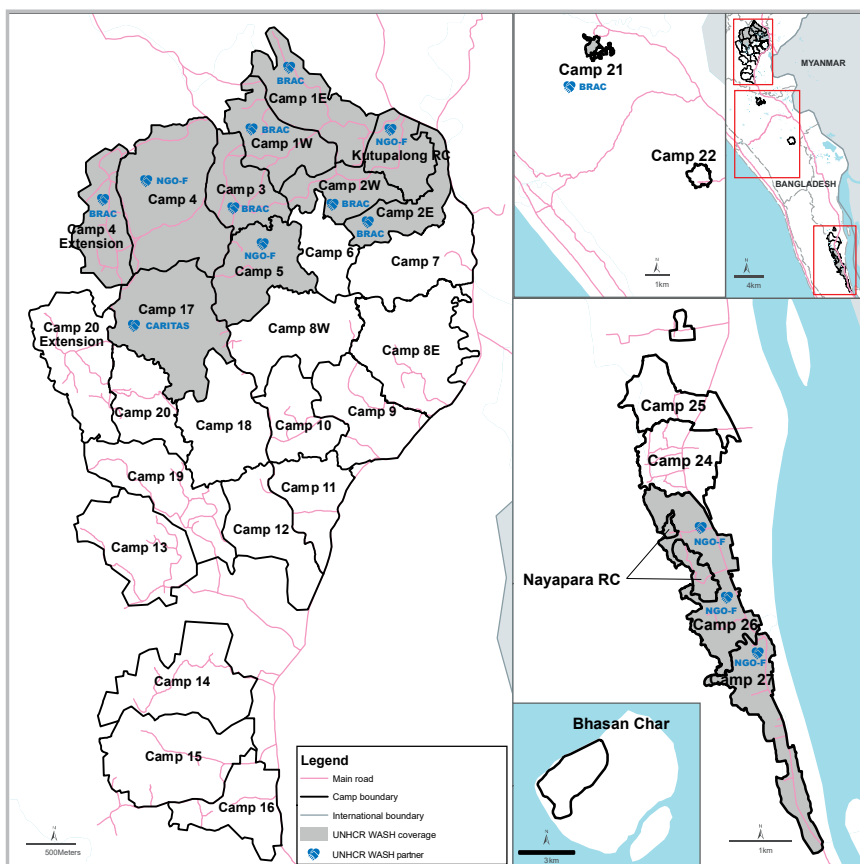 BRAC
Camp 1E
BRAC
Camp 1W
NGO-F
Kutupalong RC
NGO-F
Camp 4
Camp 3
BRAC
Camp 2W
BRAC
Camp 2E
BRAC
BRAC
Camp 4
Extension
NGO-F
Camp 5
Camp
6
Camp 7
Camp 17
CARITAS
Camp 20
Extension
Camp 8W
Camp 8E
Camp 20
Camp 18
Camp 10
Camp 9
Camp 19
Camp 11
Camp 12
Camp 13
Camp 14
Camp 15
Camp 16
N
500Meters
Legend
Main road
Camp boundary
International boundary
UNHCR WASH coverage
UNHCR WASH partner
Camp 21
BRAC
Camp 22
N
1km
MYANMAR
BANGLADESH
N
4km
Camp 25
Camp 24
NGO-F
Nayapara RC
NGO-F
Camp 26
NGO-F
Camp 27
N
1km
Bhasan Char
N
3km